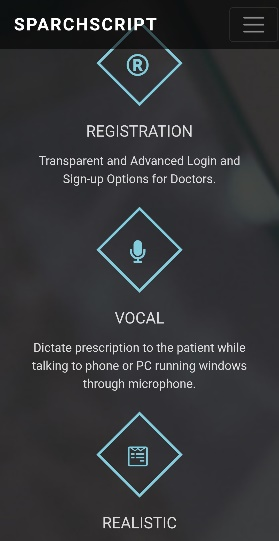 SPARCHSCRIPT
®
REGISTRATION
Transparent and Advanced Login and
Sign-up Options for Doctors.
VOCAL
Dictate prescription to the patient while
talking to phone or PC running windows
through microphone.
REALISTIC